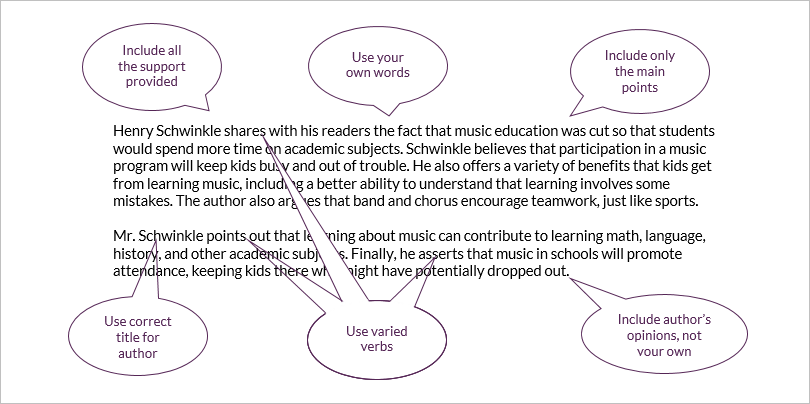 Include all
the support
provided
Use your
own words
Include only
the main
points
Henry Schwinkle shares with his readers the fact that music education was cut so that students
would spend more time on academic subjects. Schwinkle believes that participation in a music
program will keep kids busy and out of trouble. He also offers a variety of benefits that kids get
from learning music, including a better ability to understand that learning involves some
mistakes. The author also argues that band and chorus encourage teamwork, just like sports.
Mr. Schwinkle points out that learning about music can contribute to learning math, language,
history, and other academic subjects. Finally, he asserts that music in schools will promote
attendance, keeping kids there who might have potentially dropped out.
Use correct
title for
author
Use varied
verbs
Include author's
opinions, not
your own